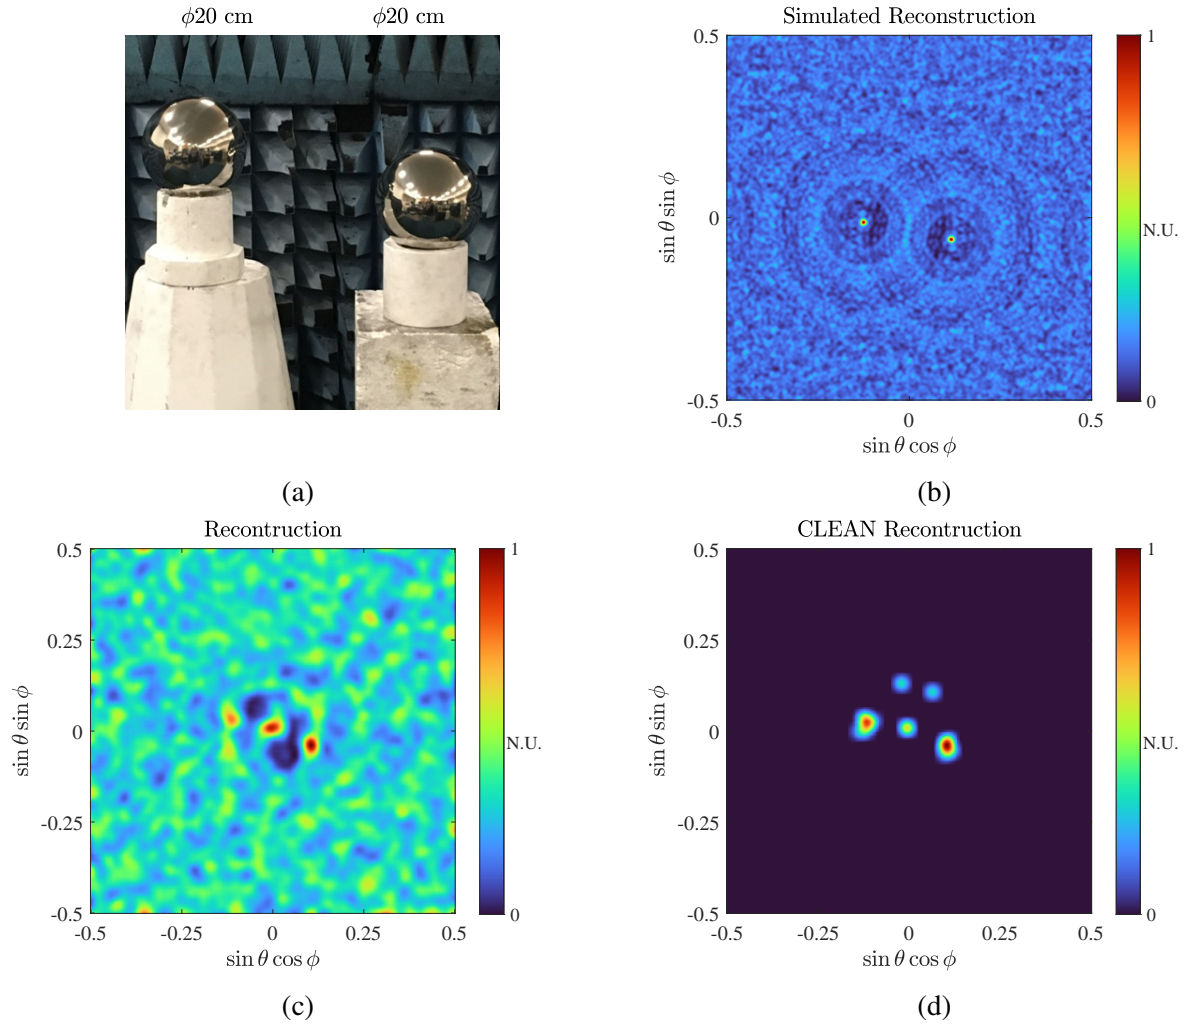 ϕ20 cm ϕ20 cm
Simulated Reconstruction
0.5
0
-0.5
sin θ sin ϕ
-0.5 0 0.5
sin θ cos ϕ
1
N.U.
0
(a)
(b)
Recontruction
0.5
0.25
0
-0.25
-0.5
sin θ sin ϕ
-0.5 -0.25 0 0.25 0.5
sin θ cos ϕ
1
N.U.
0
CLEAN Recontruction
0.5
0.25
0
-0.25
-0.5
sin θ sin ϕ
-0.5 -0.25 0 0.25 0.5
sin θ cos ϕ
1
N.U.
0
(c)
(d)